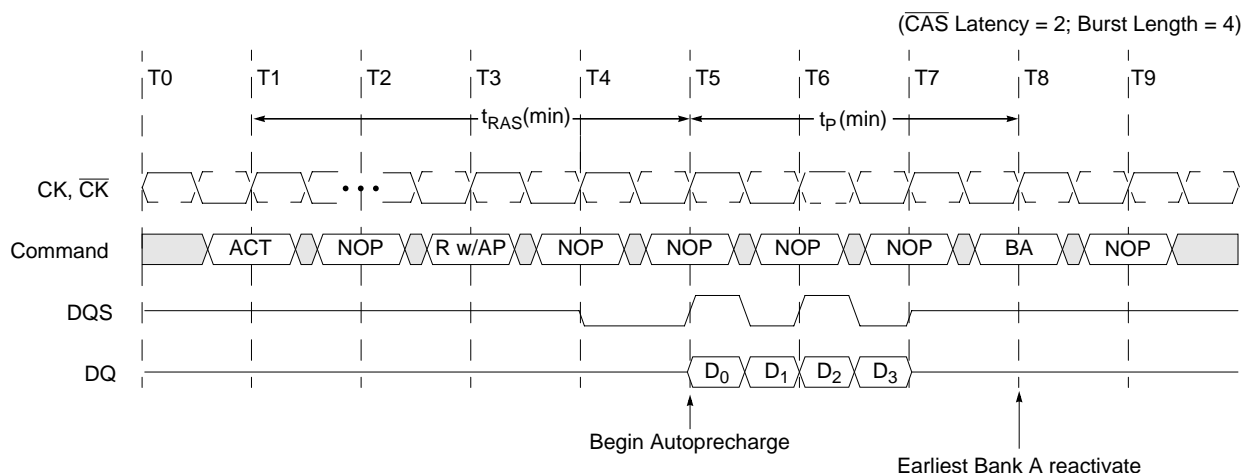 (CAS Latency = 2; Burst Length = 4)
T0 T1 T2 T3 T4 T5 T6 T7 T8 T9
tRAS(min) tP(min)
CK, CK
Command ACT NOP R w/AP NOP NOP NOP NOP BA NOP
DQS
DQ D0 D1 D2 D3
Begin Autoprecharge
Earliest Bank A reactivate